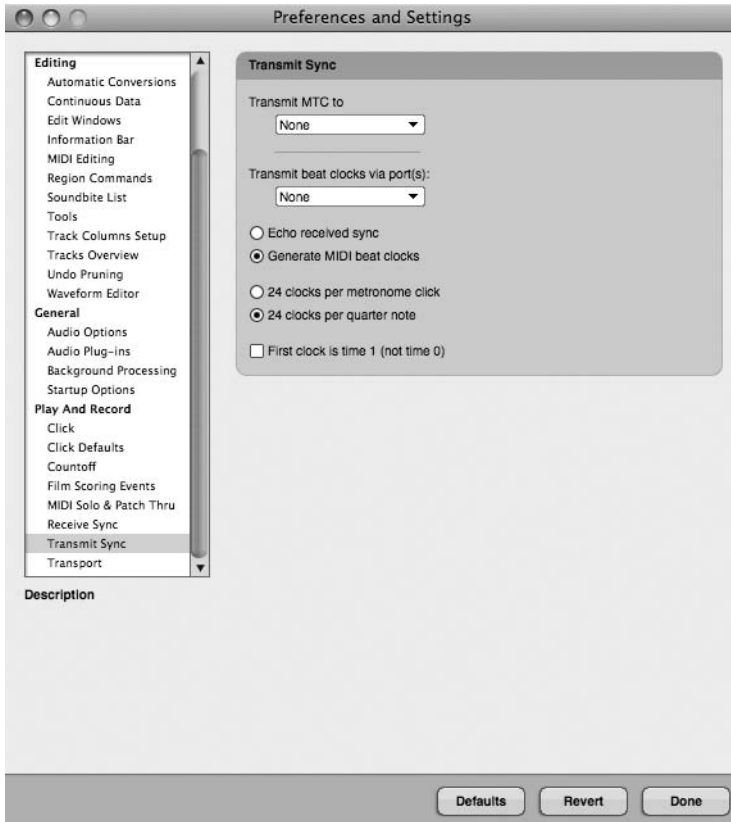 Preferences and Settings
Editing
Automatic Conversions
Continuous Data
Edit Windows
Information Bar
MIDI Editing
Region Commands
Soundbite List
Tools
Track Columns Setup
Tracks Overview
Undo Pruning
Waveform Editor
General
Audio Options
Audio Plug-ins
Background Processing
Startup Options
Play And Record
Click
Click Defaults
Countoff
Film Scoring Events
MIDI Solo & Patch Thru
Receive Sync
Transmit Sync
Transport
Description
Transmit Sync
Transmit MTC to
None
Transmit beat clocks via port(s):
None
Echo received sync
Generate MIDI beat clocks
24 clocks per metronome click
24 clocks per quarter note
First clock is time 1 (not time 0)
Defaults
Revert
Done